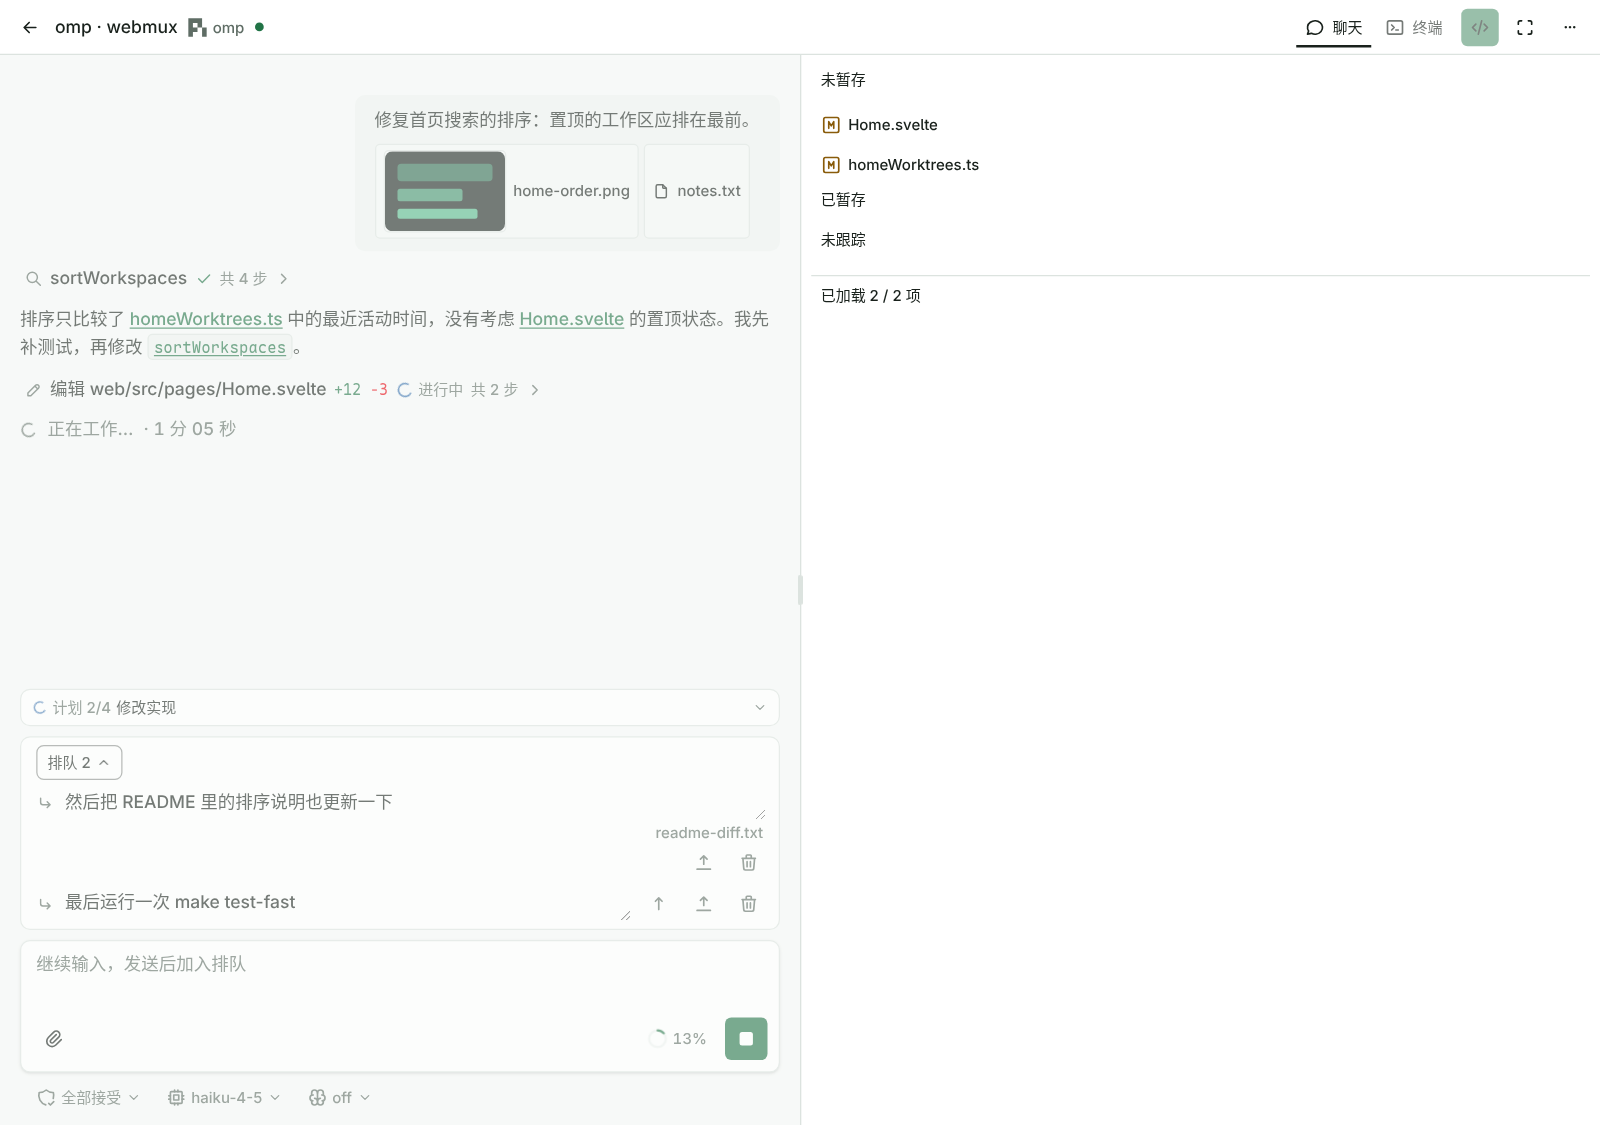 omp · webmux omp
聊天
终端
修复首页搜索的排序：置顶的工作区应排在最前。
home-order.png
notes.txt
sortWorkspaces 共 4 步
排序只比较了 homeWorktrees.ts 中的最近活动时间，没有考虑 Home.svelte 的置顶状态。我先
补测试，再修改 sortWorkspaces 。
编辑 web/src/pages/Home.svelte +12 -3 进行中 共 2 步
正在工作... · 1 分 05 秒
计划 2/4 修改实现
排队 2
然后把 README 里的排序说明也更新一下
readme-diff.txt
最后运行一次 make test-fast
继续输入，发送后加入排队
13%
全部接受
haiku-4-5
off
未暂存
M Home.svelte
M homeWorktrees.ts
已暂存
未跟踪
已加载 2 / 2 项